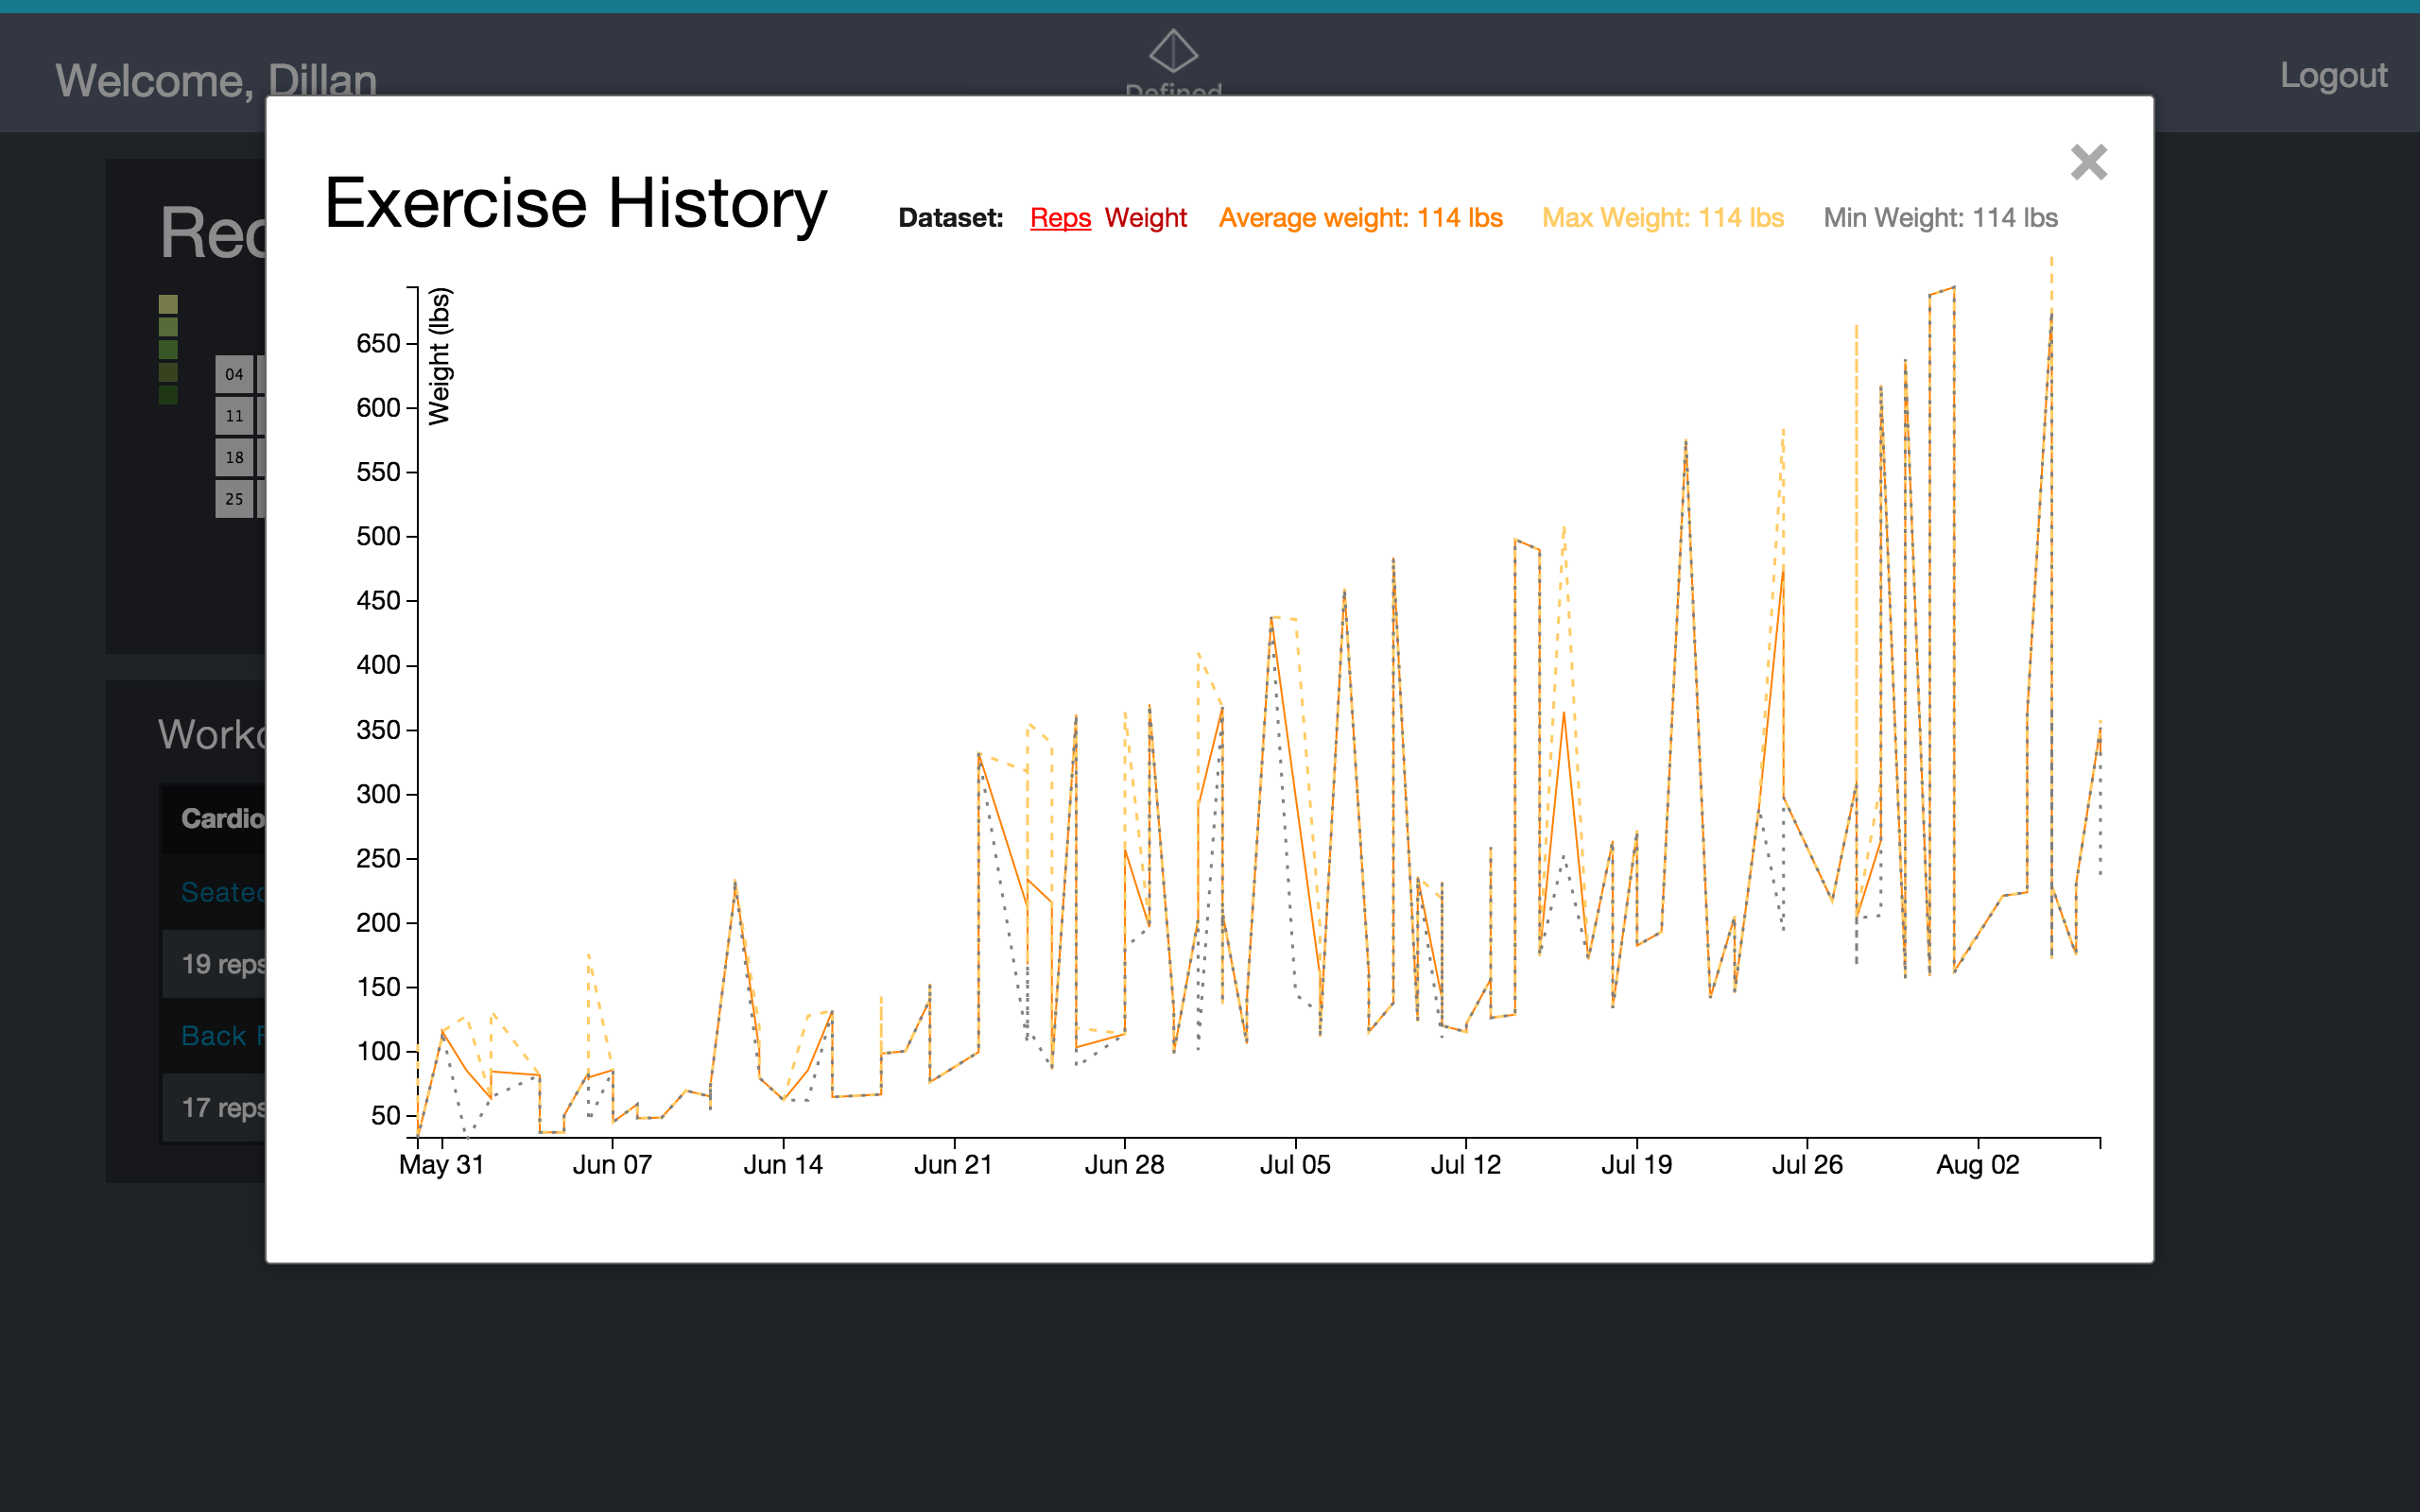 Welcome, Dillan
Defined
Logout
Exercise History
Dataset: Reps Weight Average weight: 114 lbs Max Weight: 114 lbs Min Weight: 114 lbs
Weight (lbs)
650
600
550
500
450
400
350
300
250
200
150
100
50
May 31 Jun 07 Jun 14 Jun 21 Jun 28 Jul 05 Jul 12 Jul 19 Jul 26 Aug 02
04
11
18
25
Cardio
19 reps
Back
17 reps